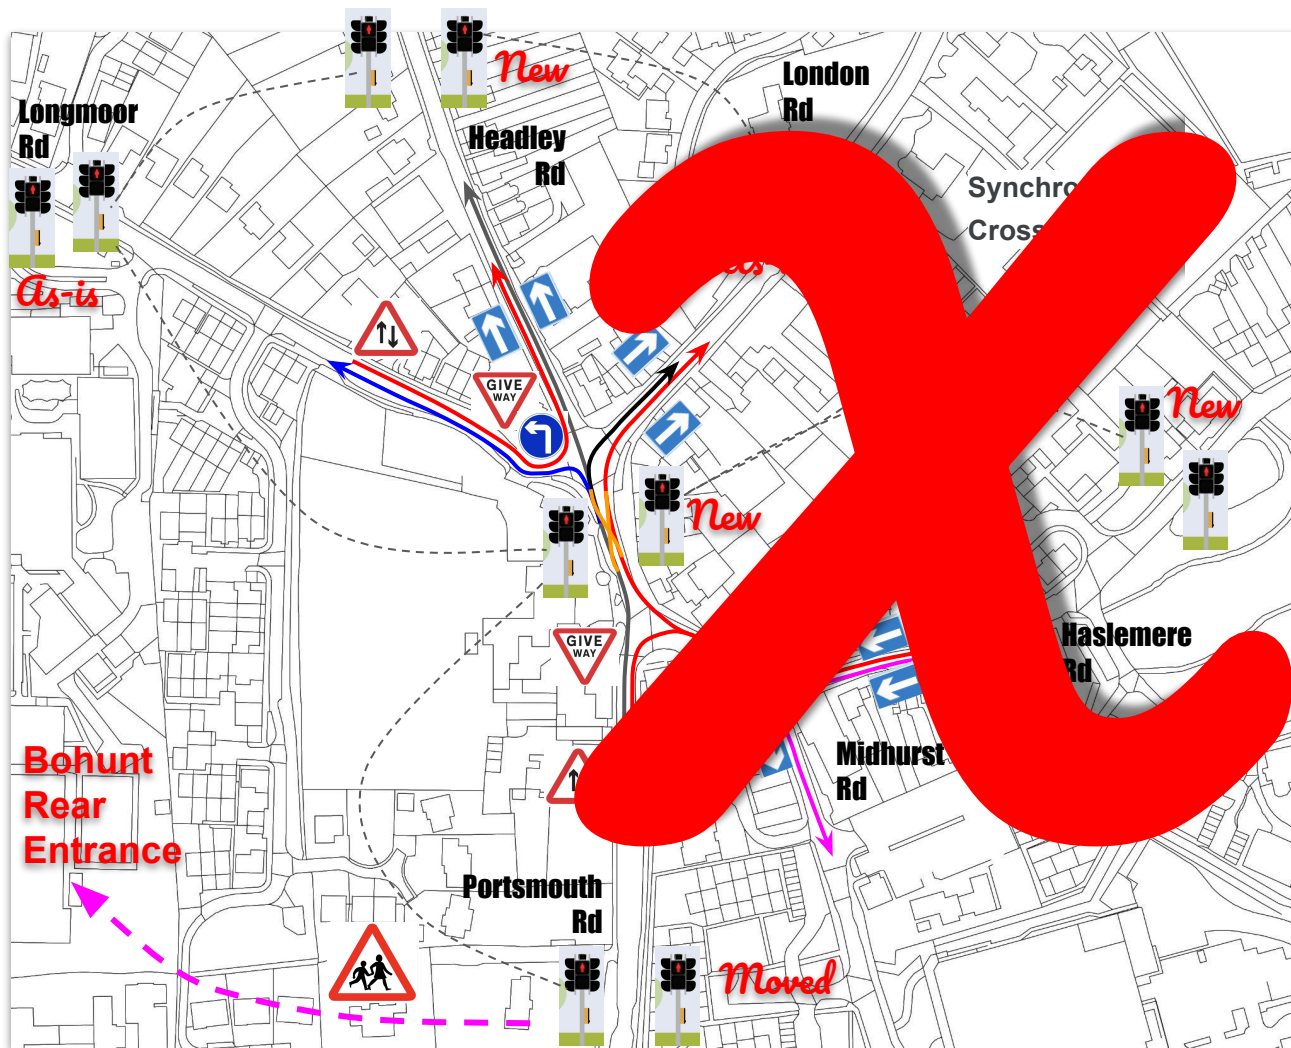 New
London
Rd
Longmoor
Rd
Headley
Rd
Synchro
Cross
As-is
GIVE
WAY
New
New
GIVE
WAY
Haslemere
Rd
Bohunt
Rear
Entrance
Midhurst
Rd
Portsmouth
Rd
Moved